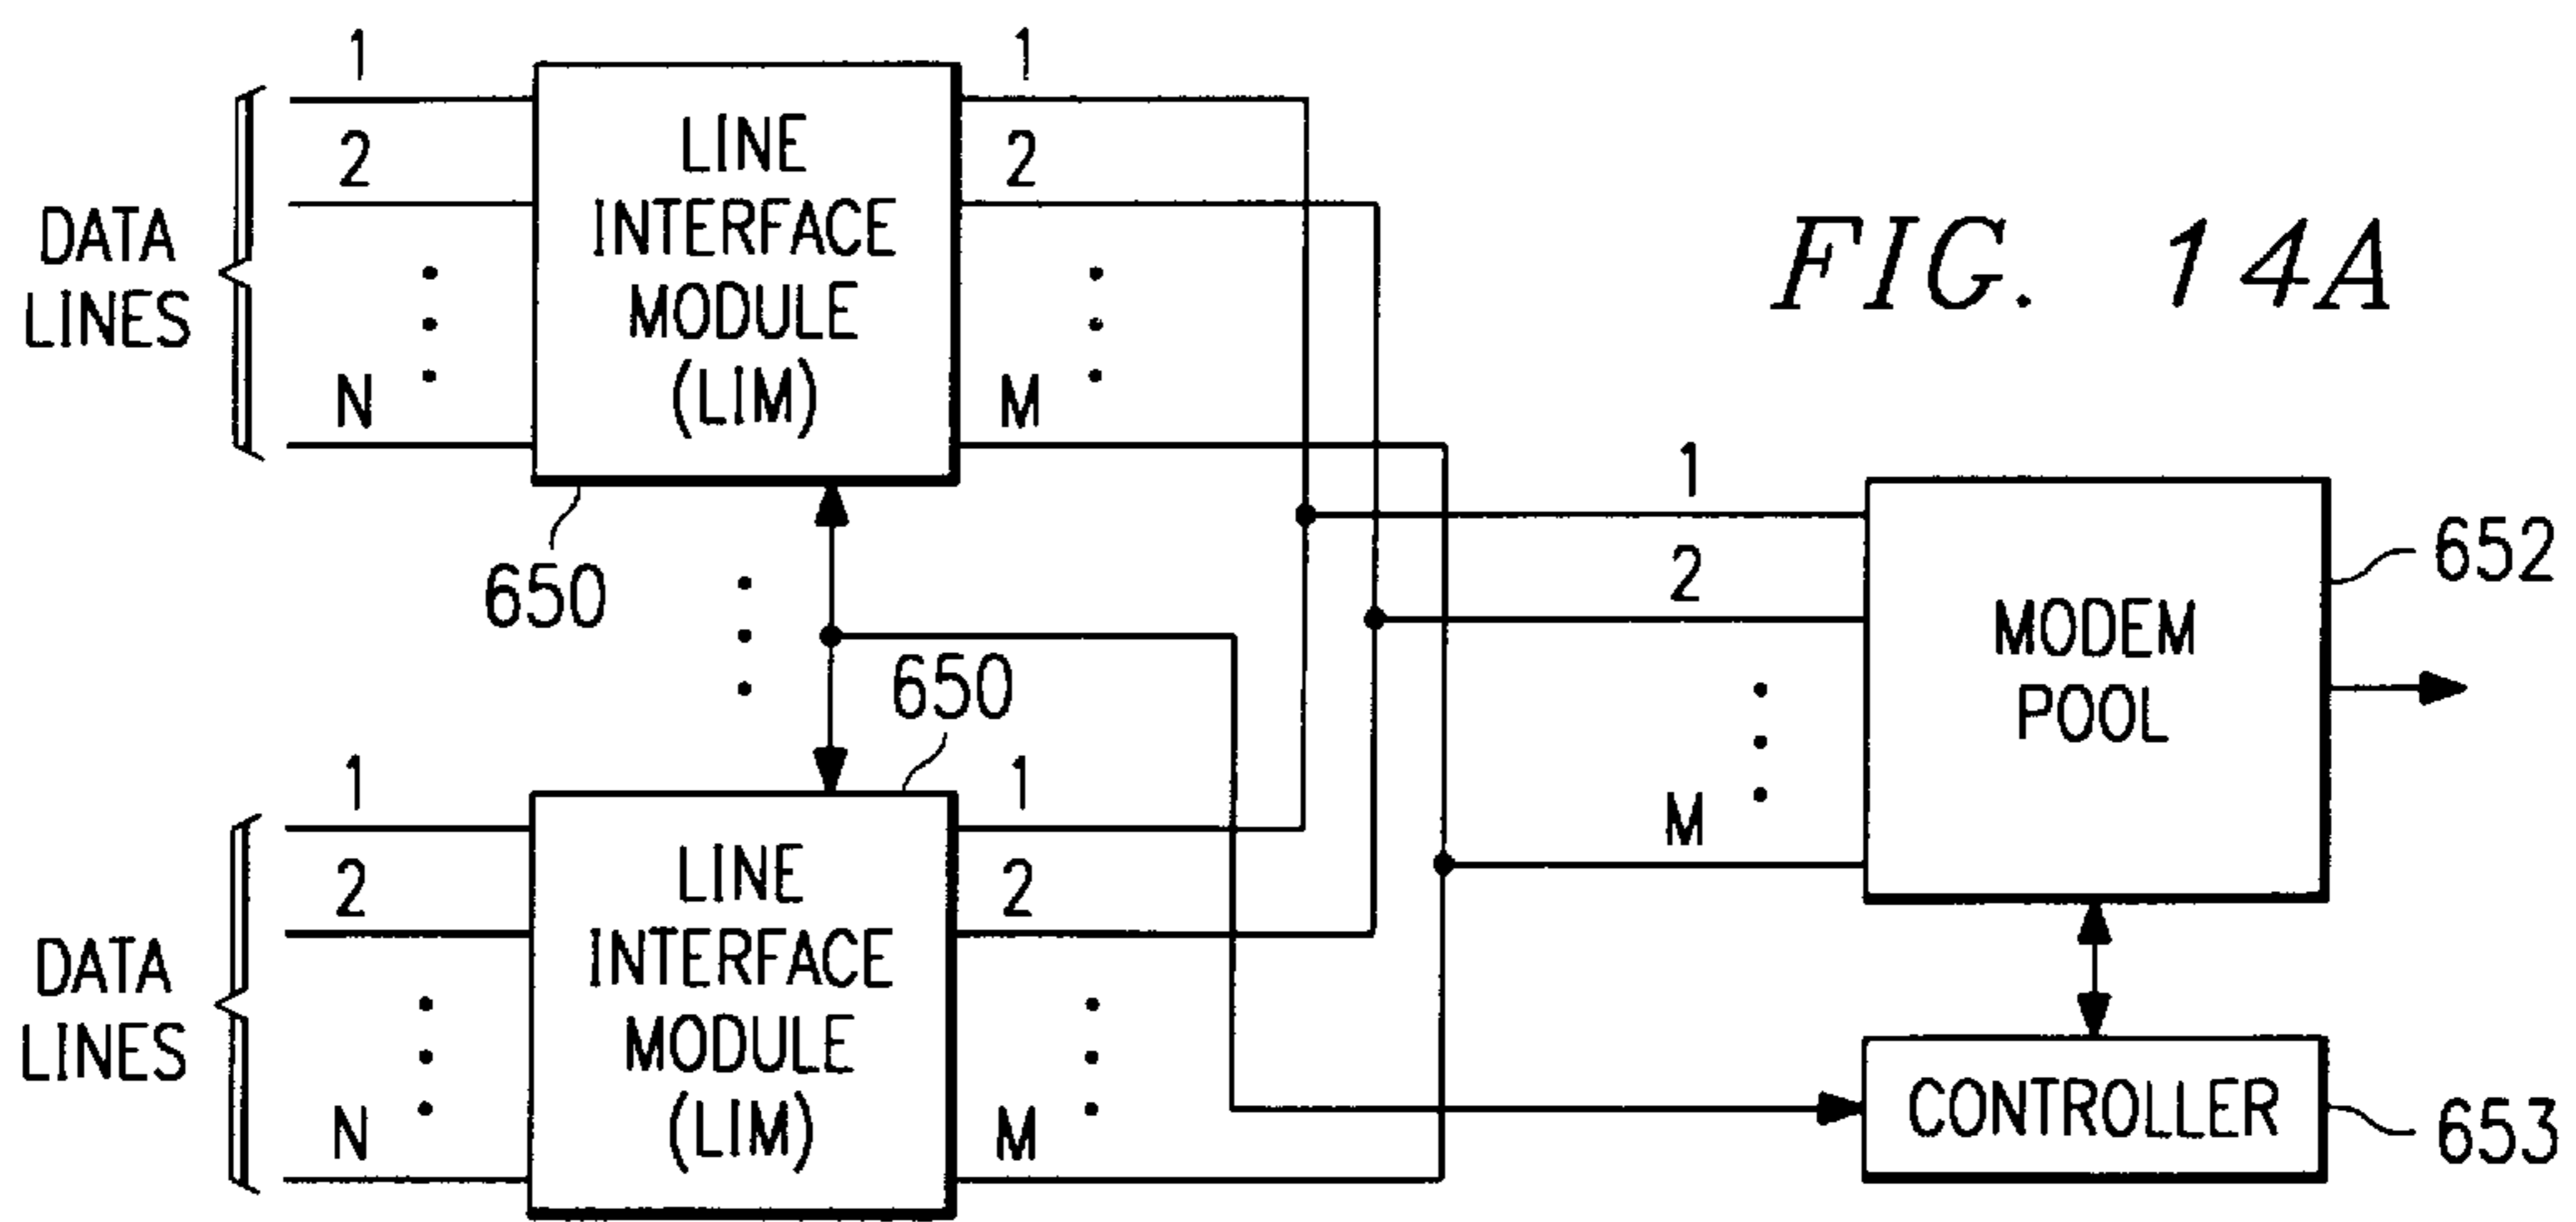 FIG. 14A
DATA
LINES
1
2
N
LINE
INTERFACE
MODULE
(LIM)
1
2
M
650
650
DATA
LINES
1
2
N
LINE
INTERFACE
MODULE
(LIM)
1
2
M
1
2
M
MODEM
POOL
652
CONTROLLER
653